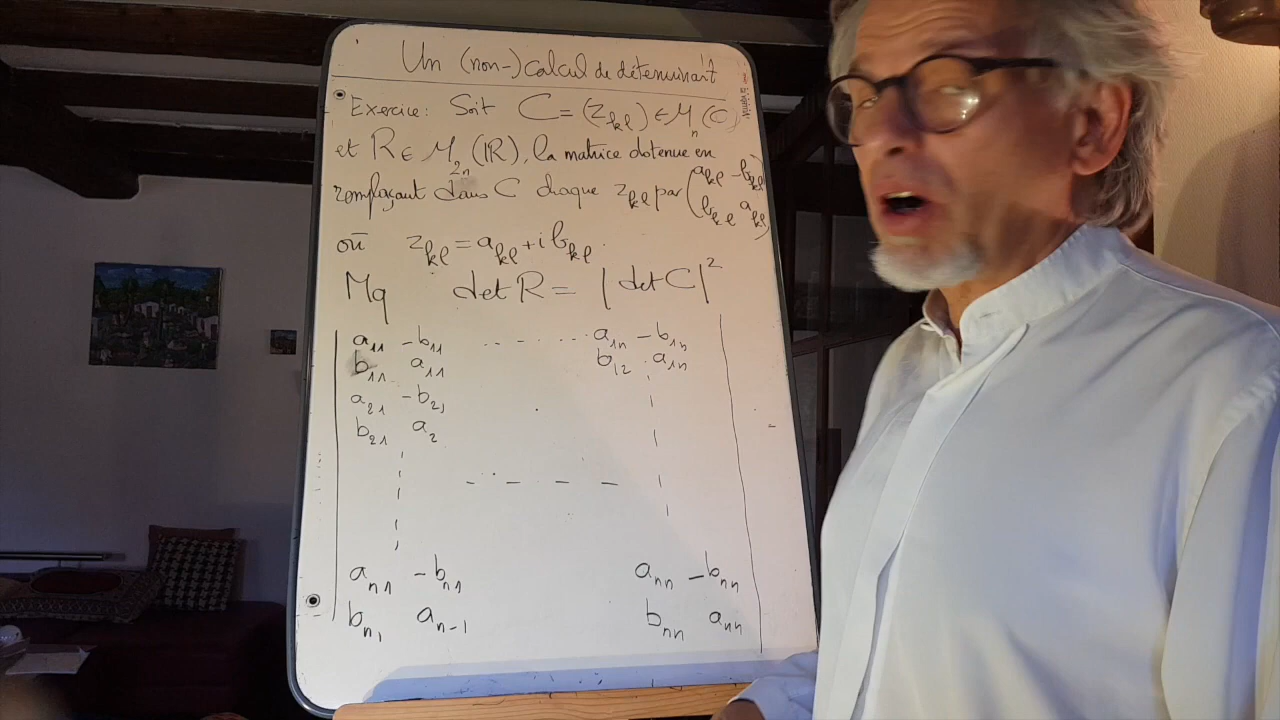 Un (non-) calcul de déterminant
Exercice : Soit C = (z_kl) ∈ M_n (C)
et R ∈ M_2n (IR), la matrice obtenue en
remplaçant dans C chaque z_kl par (a_kl -b_kl
b_kl a_kl)
où z_kl = a_kl + i b_kl.
Mq det R = | det C |²
a_11 -b_11 ....... a_1n -b_1n
b_11 a_11 b_12 a_1n
a_21 -b_21
b_21 a_2
a_n1 -b_n1 a_nn -b_nn
b_n1 a_n-1 b_nn a_nn